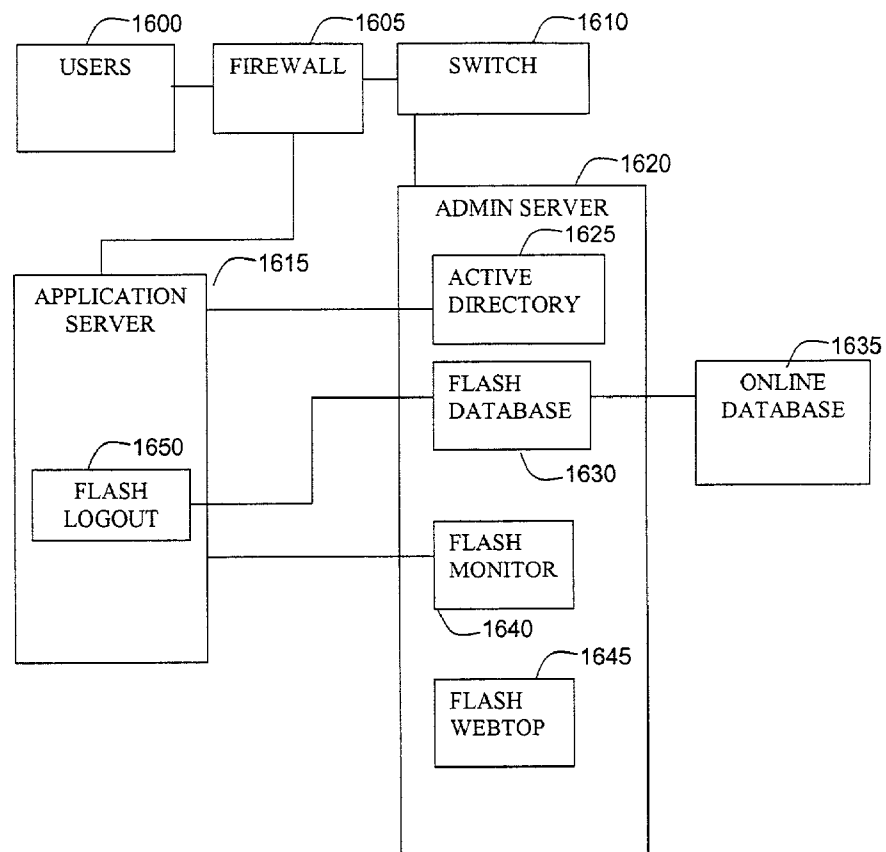 1600
1605
1610
USERS
FIREWALL
SWITCH
1620
ADMIN SERVER
1625
1615
ACTIVE
DIRECTORY
APPLICATION
SERVER
1635
FLASH
DATABASE
ONLINE
DATABASE
1650
1630
FLASH
LOGOUT
FLASH
MONITOR
1640
1645
FLASH
WEBTOP